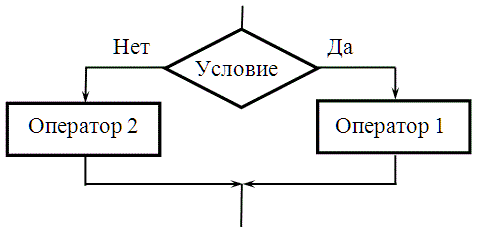 Нет
Да
Условие
Оператор 2
Оператор 1